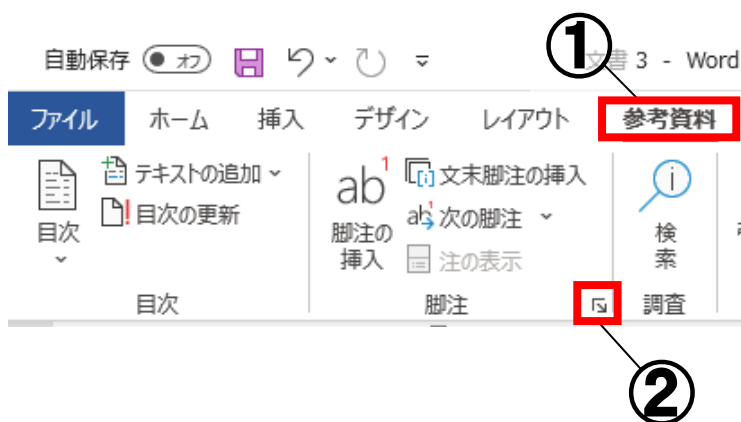 ①
自動保存 オフ 文書 3 - Word
ファイル ホーム 挿入 デザイン レイアウト 参考資料
目次
テキストの追加
目次の更新
目次
ab1
脚注の
挿入
文末脚注の挿入
次の脚注
注の表示
脚注
検
索
調査
②